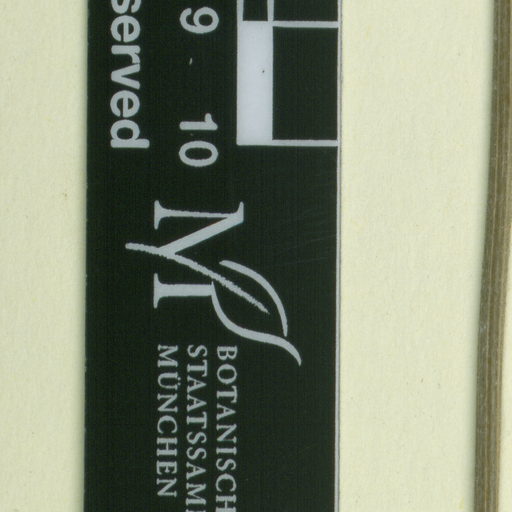 served
9 10
BOTANISCH
STAATSSAM
MÜNCHEN